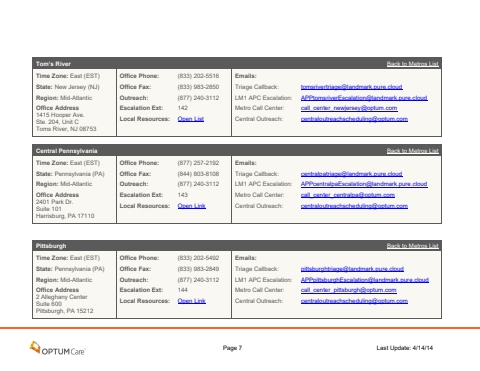 Tom's River Back to Metros List
Time Zone: East (EST) Office Phone: (833) 202-5516 Emails:
State: New Jersey (NJ) Office Fax: (833) 983-2850 Triage Callback: tomsrivertriage@landmark.pure.cloud
Region: Mid-Atlantic Outreach: (877) 240-3112 LM1 APC Escalation: APPtomsriverEscalation@landmark.pure.cloud
Office Address Escalation Ext: 142 Metro Call Center: call_center_newjersey@optum.com
1415 Hooper Ave. Local Resources: Open List Central Outreach: centraloutreachscheduling@optum.com
Ste. 204, Unit C
Toms River, NJ 08753
Central Pennsylvania Back to Metros List
Time Zone: East (EST) Office Phone: (877) 257-2192 Emails:
State: Pennsylvania (PA) Office Fax: (844) 803-8108 Triage Callback: centralpatriage@landmark.pure.cloud
Region: Mid-Atlantic Outreach: (877) 240-3112 LM1 APC Escalation: APPcentralpaEscalation@landmark.pure.cloud
Office Address Escalation Ext: 143 Metro Call Center: call_center_centralpa@optum.com
2401 Park Dr. Local Resources: Open Link Central Outreach: centraloutreachscheduling@optum.com
Suite 101
Harrisburg, PA 17110
Pittsburgh Back to Metros List
Time Zone: East (EST) Office Phone: (833) 202-5492 Emails:
State: Pennsylvania (PA) Office Fax: (833) 983-2849 Triage Callback: pittsburghtriage@landmark.pure.cloud
Region: Mid-Atlantic Outreach: (877) 240-3112 LM1 APC Escalation: APPpittsburghEscalation@landmark.pure.cloud
Office Address Escalation Ext: 144 Metro Call Center: call_center_pittsburgh@optum.com
2 Alleghany Center Local Resources: Open Link Central Outreach: centraloutreachscheduling@optum.com
Suite 600
Pittsburgh, PA 15212
OPTUMCare Page 7 Last Update: 4/14/14